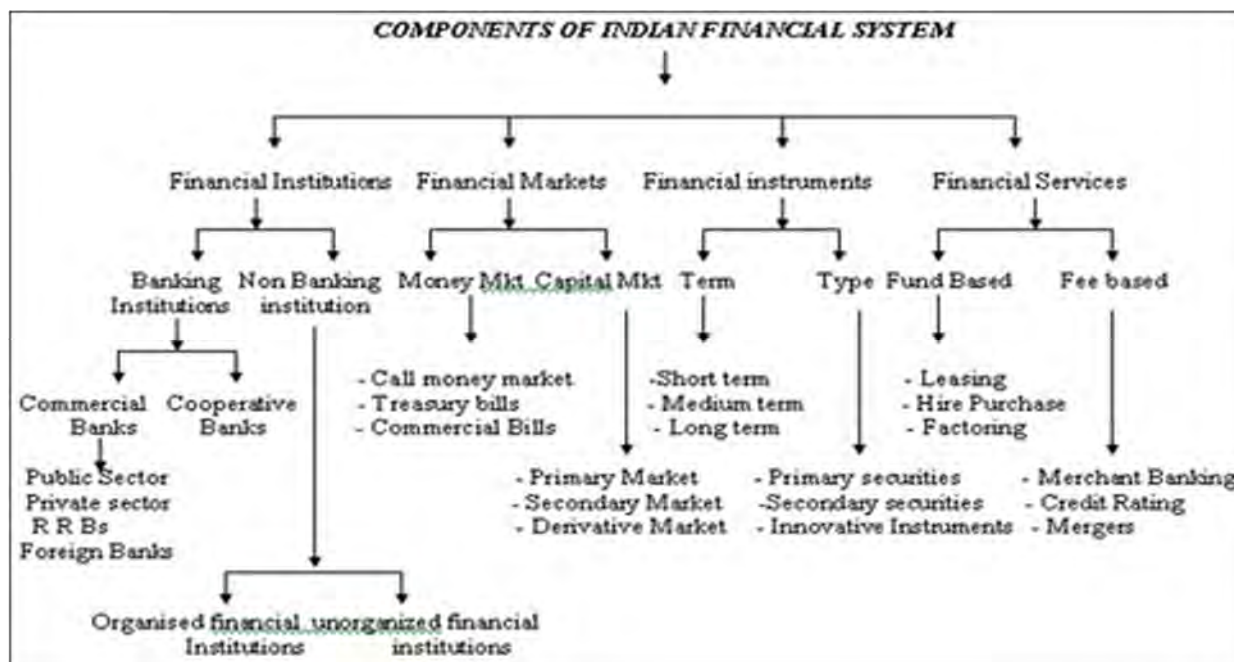 COMPONENTS OF INDIAN FINANCIAL SYSTEM
Financial Institutions Financial Markets Financial instruments Financial Services
Banking Institutions
Non Banking institution
Money Mkt Capital Mkt Term Type Fund Based Fee based
Commercial Banks
Cooperative Banks
- Call money market
- Treasury bills
- Commercial Bills
-Short term
- Medium term
- Long term
- Leasing
- Hire Purchase
- Factoring
Public Sector
Private sector
R R Bs
Foreign Banks
- Primary Market
- Secondary Market
- Derivative Market
- Primary securities
-Secondary securities
- Innovative Instruments
- Merchant Banking
- Credit Rating
- Mergers
Organised financial unorganized financial
Institutions institutions